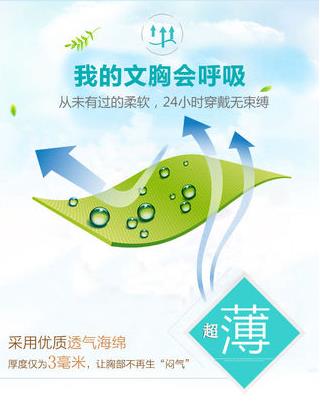 我的文胸会呼吸
从未有过的柔软，24小时穿戴无束缚
超薄
采用优质透气海绵
厚度仅为3毫米，让胸部不再生“闷气”